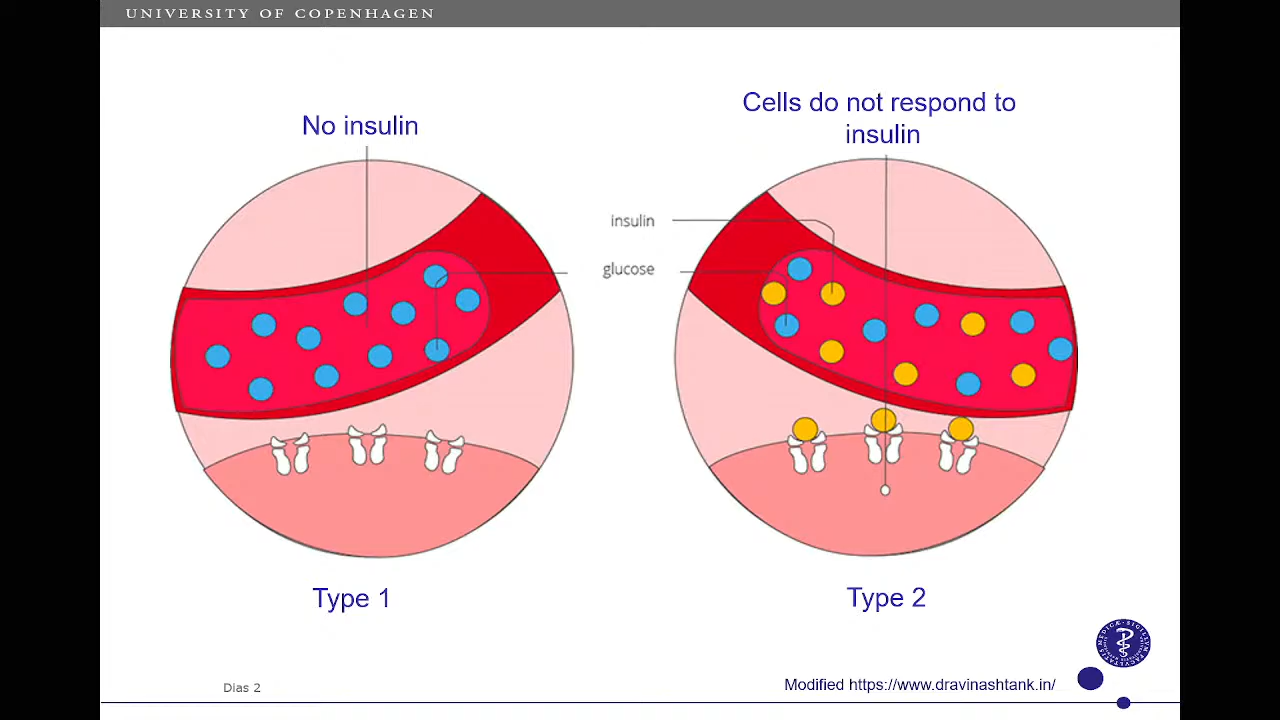 UNIVERSITY OF COPENHAGEN
No insulin
Cells do not respond to
insulin
insulin
glucose
Type 1
Type 2
Dias 2
Modified https://www.dravinashtank.in/